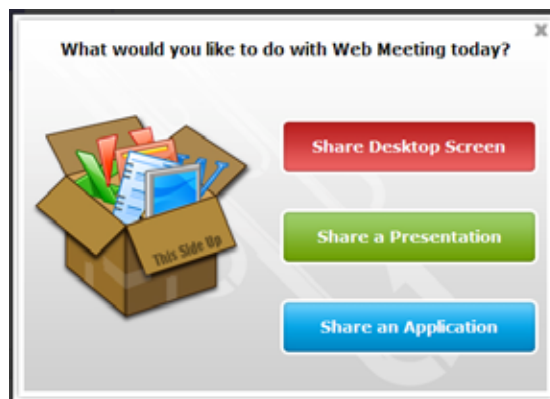 What would you like to do with Web Meeting today?
Share Desktop Screen
Share a Presentation
This Side Up
Share an Application